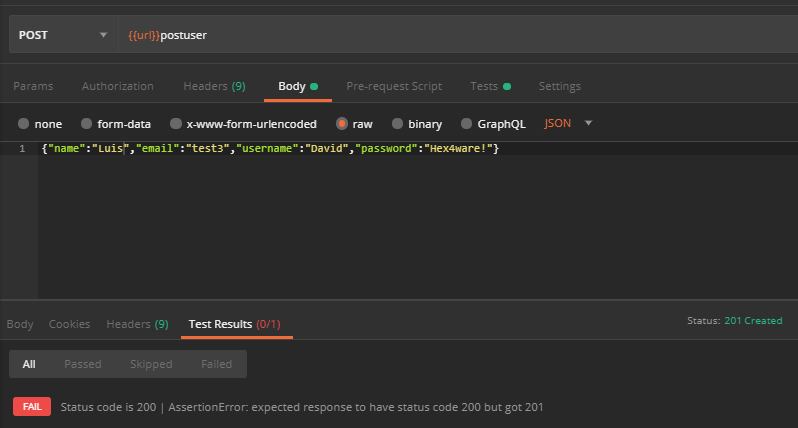 POST {{url}}postuser
Params Authorization Headers (9) Body Pre-request Script Tests Settings
none form-data x-www-form-urlencoded raw binary GraphQL JSON
1 {"name":"Luis","email":"test3","username":"David","password":"Hex4ware!"}
Body Cookies Headers (9) Test Results (0/1) Status: 201 Created
All Passed Skipped Failed
FAIL Status code is 200 | AssertionError: expected response to have status code 200 but got 201